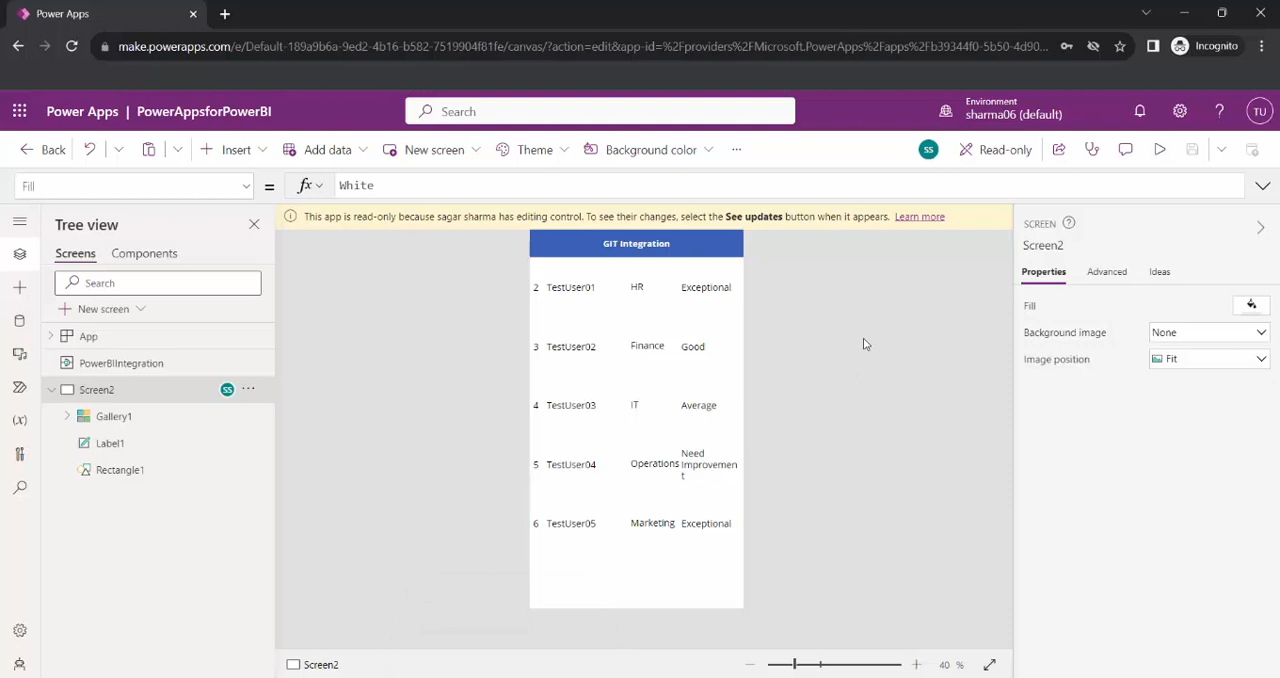 Power Apps
make.powerapps.com/e/Default-189a9b6a-9ed2-4b16-b582-7519904f81fe/canvas/?action=edit&app-id=%2Fproviders%2FMicrosoft.PowerApps%2Fapps%2Fb39344f0-5b50-4d90...
Incognito
Power Apps | PowerAppsforPowerBI
Search
Environment
sharma06 (default)
TU
Back
Insert
Add data
New screen
Theme
Background color
...
SS
Read-only
Fill
=
fx
White
Tree view
Screens
Components
Search
New screen
App
PowerBIIntegration
Screen2
SS
...
Gallery1
Label1
Rectangle1
This app is read-only because sagar sharma has editing control. To see their changes, select the See updates button when it appears. Learn more
GIT Integration
2 TestUser01 HR Exceptional
3 TestUser02 Finance Good
4 TestUser03 IT Average
5 TestUser04 Operations Need
Improvemen
t
6 TestUser05 Marketing Exceptional
Screen2
40 %
SCREEN
Screen2
Properties
Advanced
Ideas
Fill
Background image
None
Image position
Fit